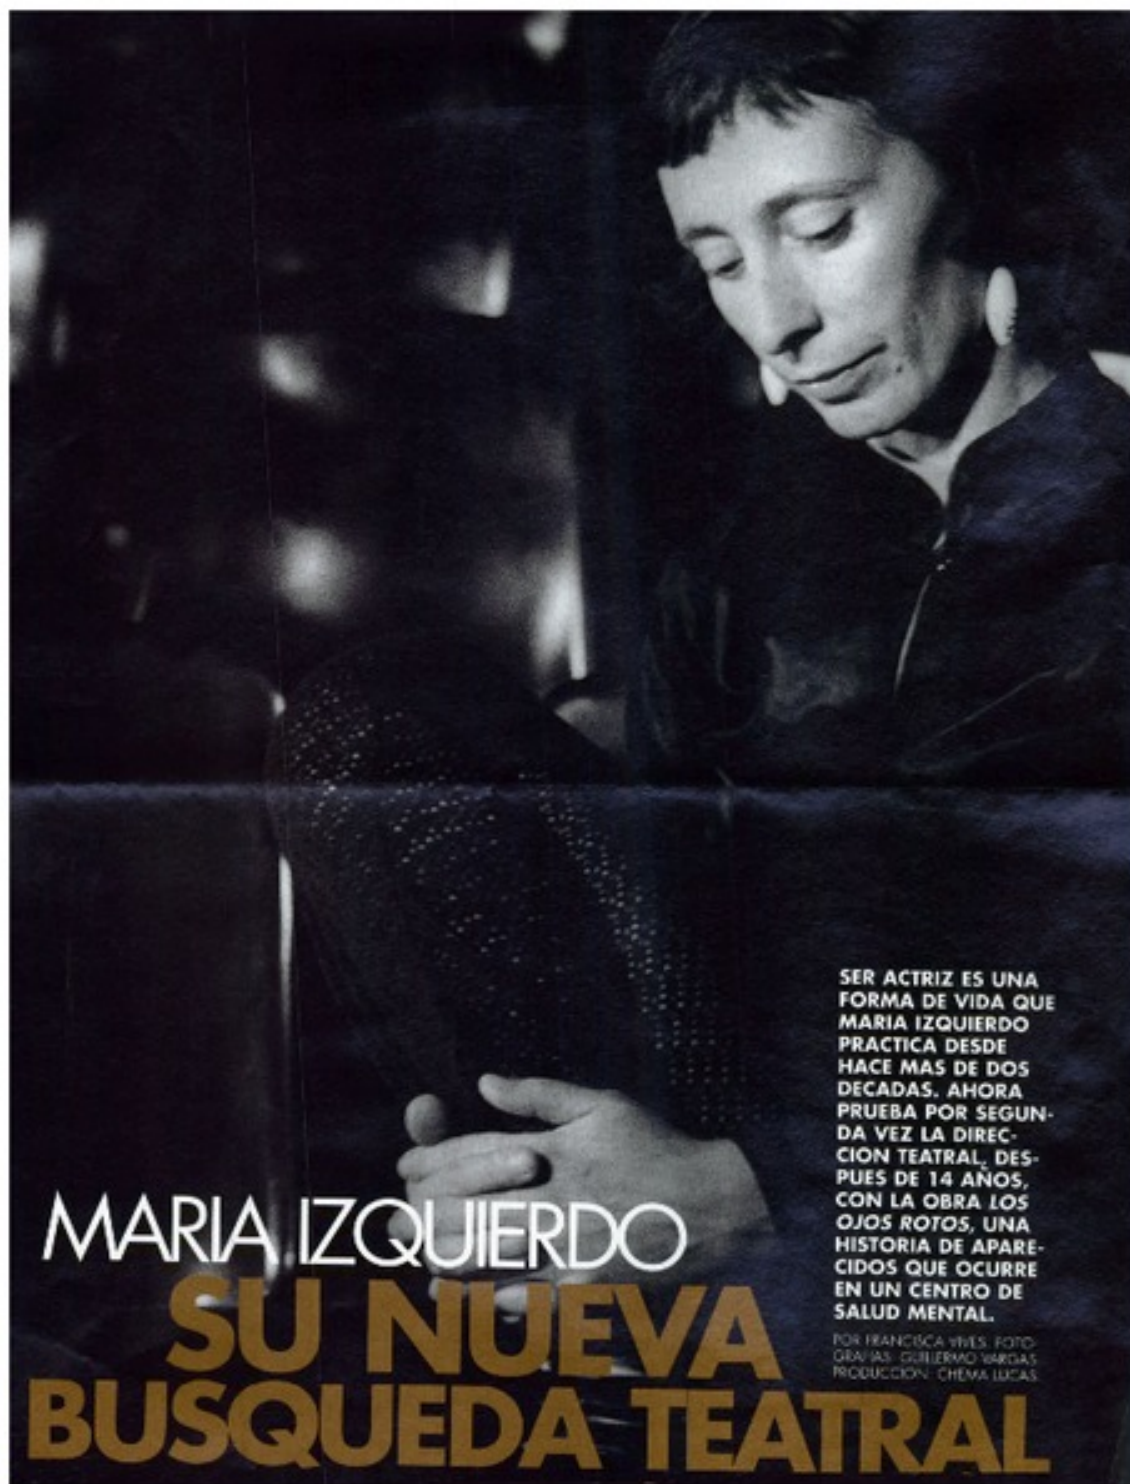 SER ACTRIZ ES UNA
FORMA DE VIDA QUE
MARIA IZQUIERDO
PRACTICA DESDE
HACE MAS DE DOS
DECADAS. AHORA
PRUEBA POR SEGUN-
DA VEZ LA DIREC-
CION TEATRAL, DES-
PUES DE 14 AÑOS,
CON LA OBRA LOS
OJOS ROTOS, UNA
HISTORIA DE APARE-
CIDOS QUE OCURRE
EN UN CENTRO DE
SALUD MENTAL.
POR FRANCISCA VIVES. FOTO-
GRAFIAS: GUILLERMO VARGAS.
PRODUCCION: CHEMA LUCAS.
MARIA IZQUIERDO
SU NUEVA
BUSQUEDA TEATRAL